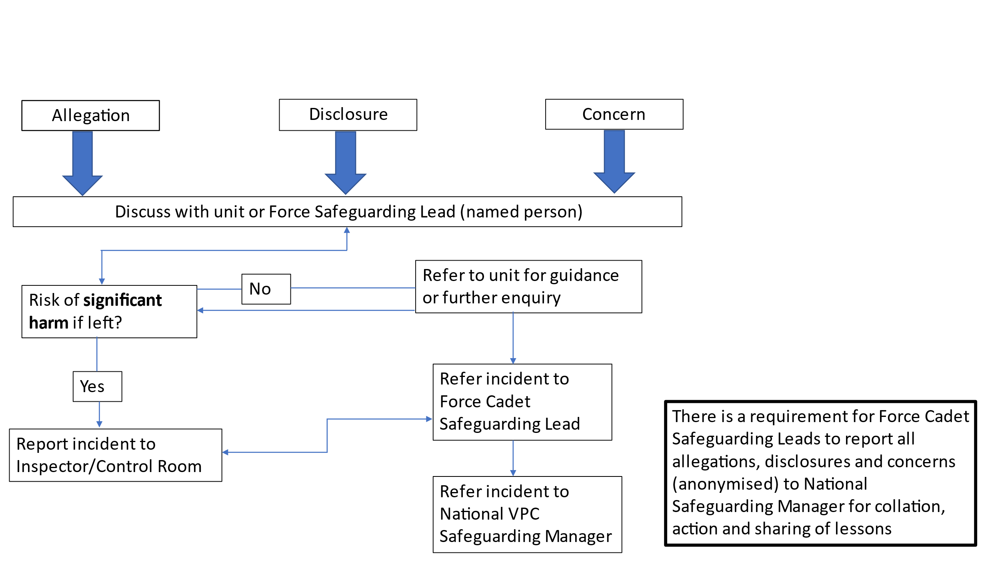 Allegation
Disclosure
Concern
Discuss with unit or Force Safeguarding Lead (named person)
Refer to unit for guidance
or further enquiry
No
Risk of significant
harm if left?
Yes
Refer incident to
Force Cadet
Safeguarding Lead
Report incident to
Inspector/Control Room
Refer incident to
National VPC
Safeguarding Manager
There is a requirement for Force Cadet
Safeguarding Leads to report all
allegations, disclosures and concerns
(anonymised) to National
Safeguarding Manager for collation,
action and sharing of lessons